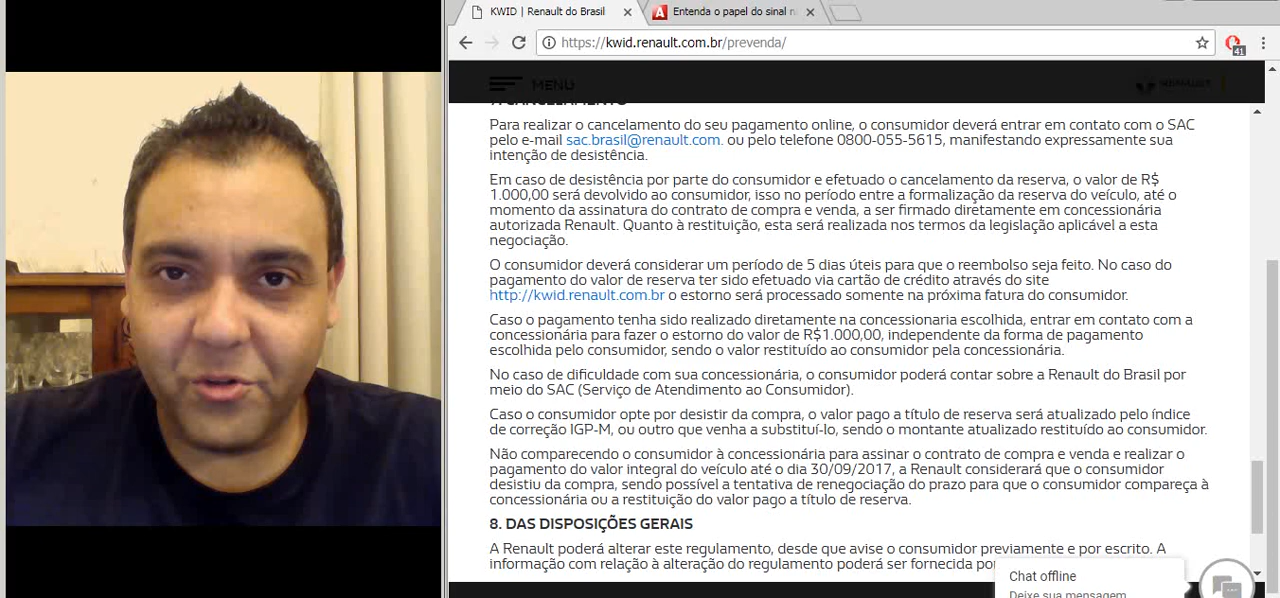 KWID | Renault do Brasil
Entenda o papel do sinal n
https://kwid.renault.com.br/prevenda/
41
MENU
Para realizar o cancelamento do seu pagamento online, o consumidor deverá entrar em contato com o SAC
pelo e-mail sac.brasil@renault.com. ou pelo telefone 0800-055-5615, manifestando expressamente sua
intenção de desistência.
Em caso de desistência por parte do consumidor e efetuado o cancelamento da reserva, o valor de R$
1.000,00 será devolvido ao consumidor, isso no período entre a formalização da reserva do veículo, até o
momento da assinatura do contrato de compra e venda, a ser firmado diretamente em concessionária
autorizada Renault. Quanto à restituição, esta será realizada nos termos da legislação aplicável a esta
negociação.
O consumidor deverá considerar um período de 5 dias úteis para que o reembolso seja feito. No caso do
pagamento do valor de reserva ter sido efetuado via cartão de crédito através do site
http://kwid.renault.com.br o estorno será processado somente na próxima fatura do consumidor.
Caso o pagamento tenha sido realizado diretamente na concessionaria escolhida, entrar em contato com a
concessionária para fazer o estorno do valor de R$1.000,00, independente da forma de pagamento
escolhida pelo consumidor, sendo o valor restituído ao consumidor pela concessionária.
No caso de dificuldade com sua concessionária, o consumidor poderá contar sobre a Renault do Brasil por
meio do SAC (Serviço de Atendimento ao Consumidor).
Caso o consumidor opte por desistir da compra, o valor pago a título de reserva será atualizado pelo índice
de correção IGP-M, ou outro que venha a substituí-lo, sendo o montante atualizado restituído ao consumidor.
Não comparecendo o consumidor à concessionária para assinar o contrato de compra e venda e realizar o
pagamento do valor integral do veículo até o dia 30/09/2017, a Renault considerará que o consumidor
desistiu da compra, sendo possível a tentativa de renegociação do prazo para que o consumidor compareça à
concessionária ou a restituição do valor pago a título de reserva.
8. DAS DISPOSIÇÕES GERAIS
A Renault poderá alterar este regulamento, desde que avise o consumidor previamente e por escrito. A
informação com relação à alteração do regulamento poderá ser fornecida por
Chat offline
Deixe sua mensagem